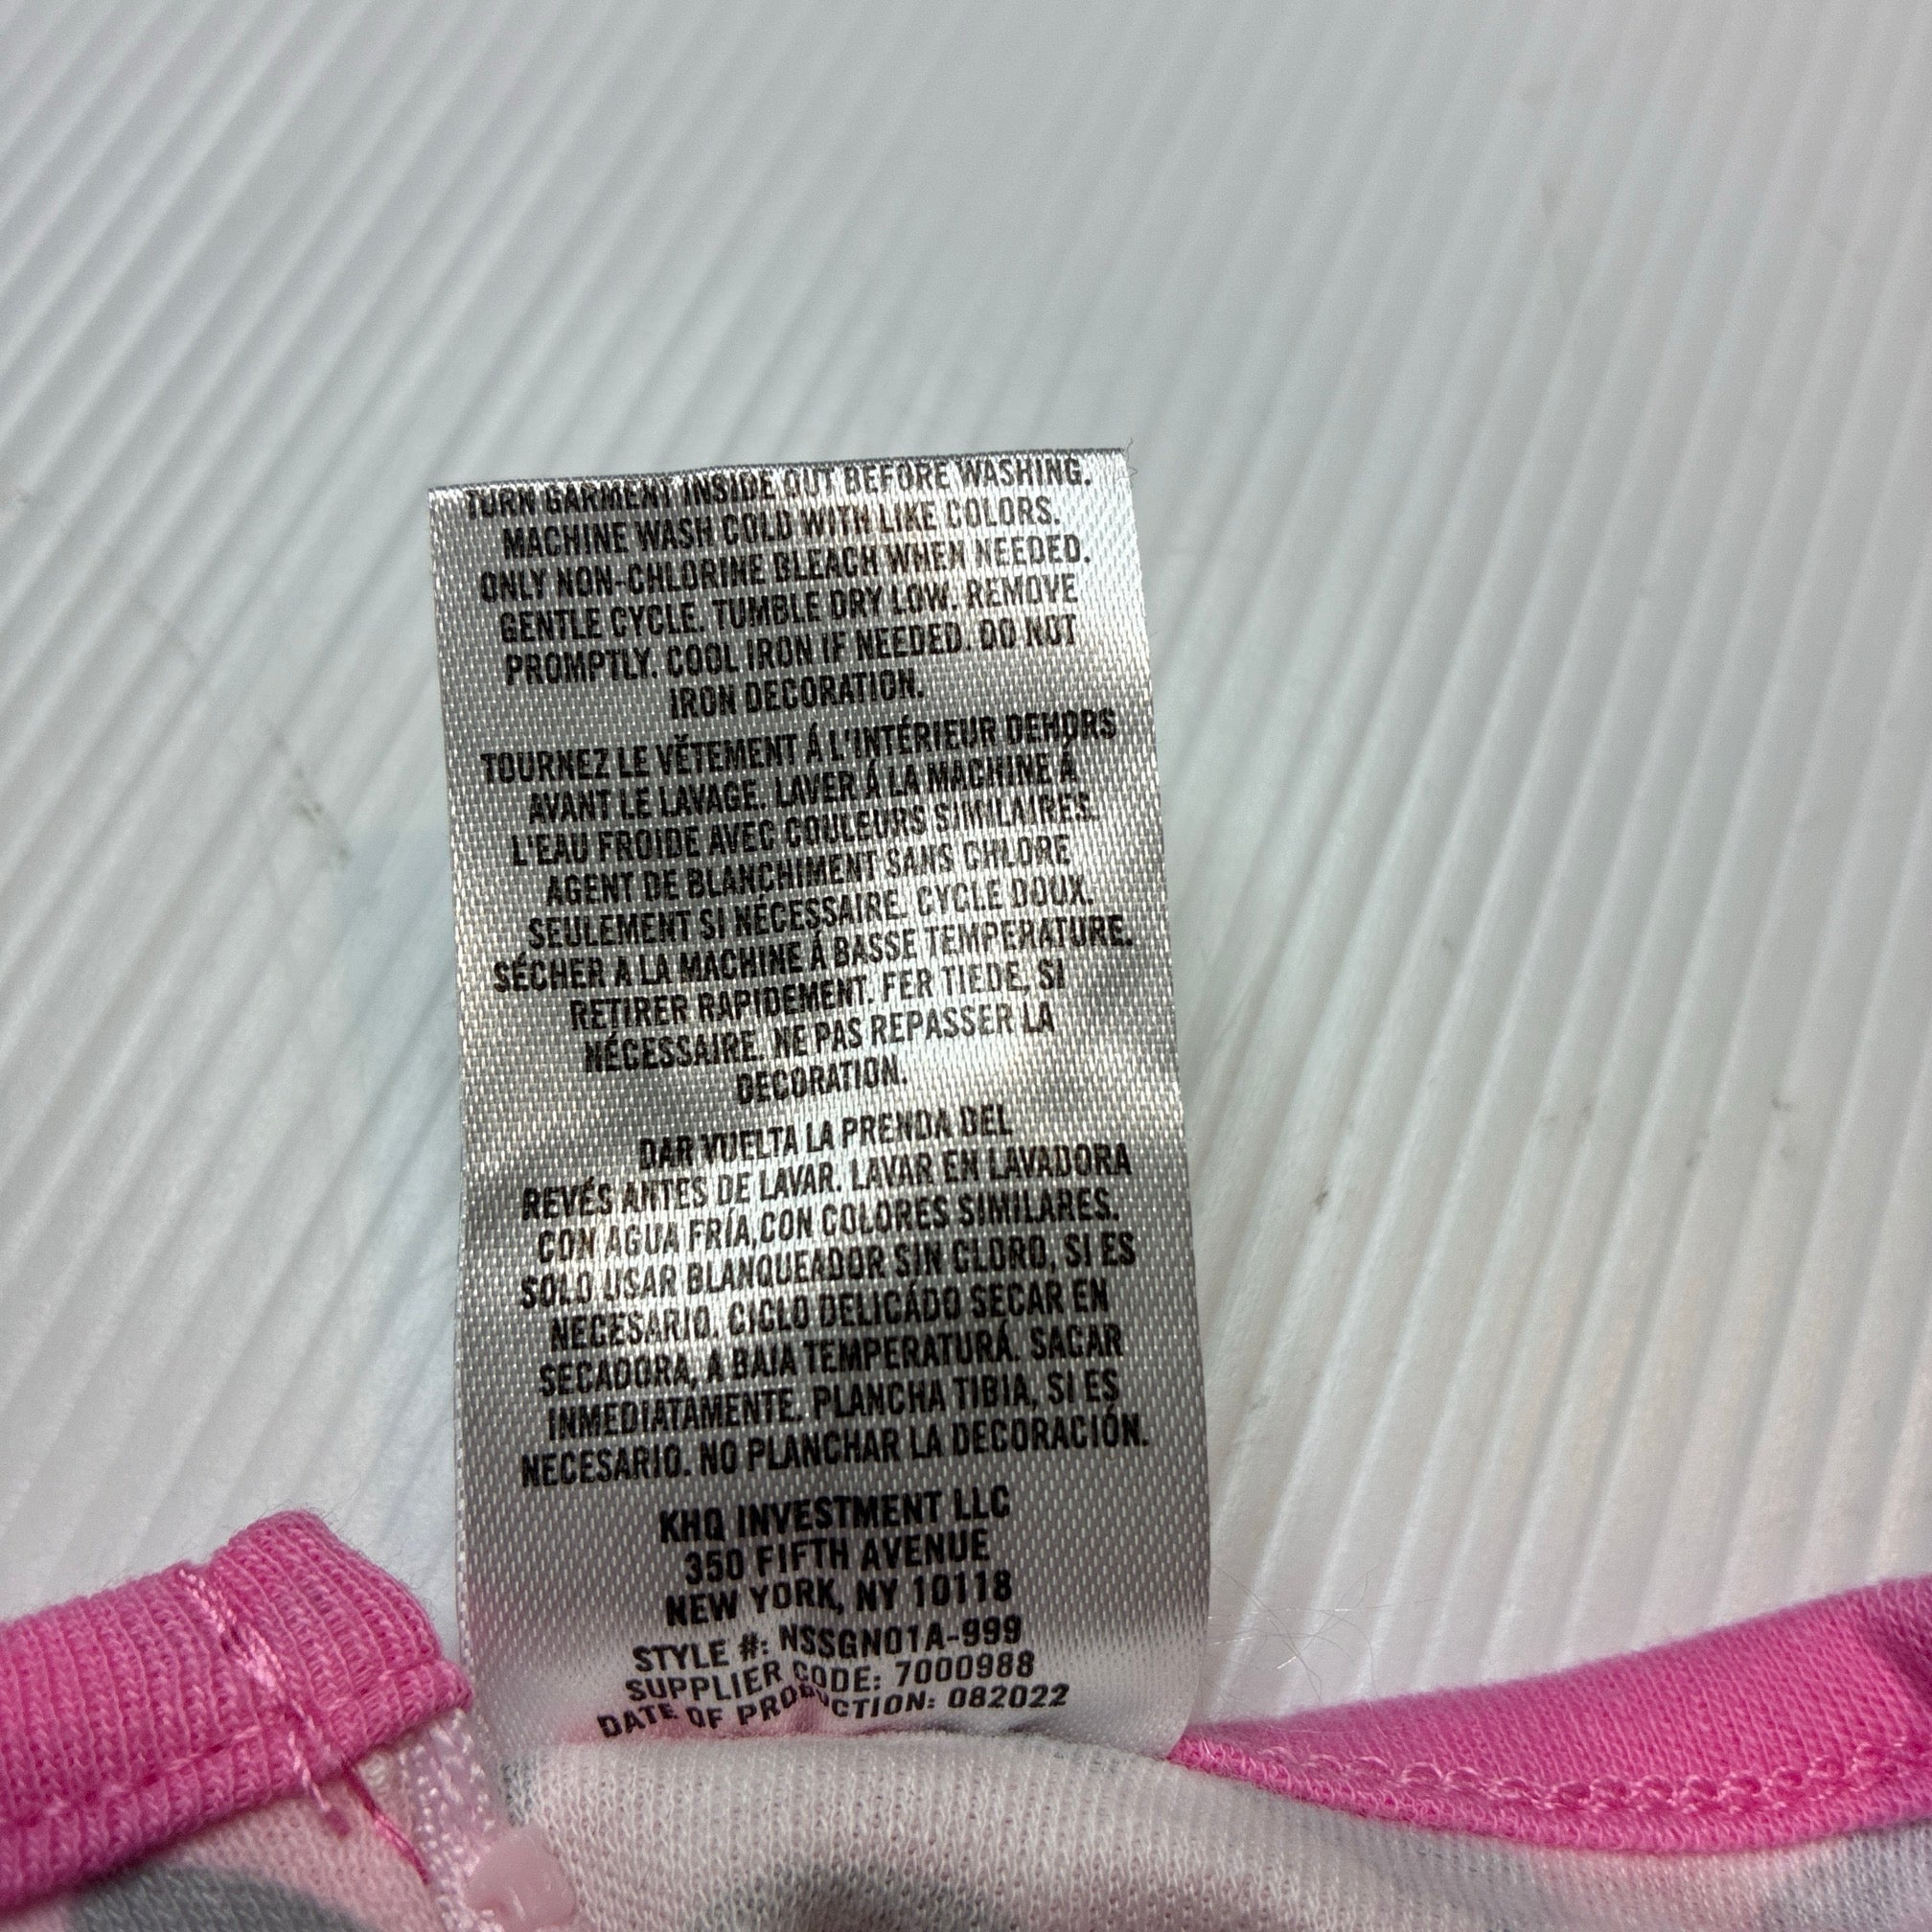 TURN GARMENT INSIDE OUT BEFORE WASHING.
MACHINE WASH COLD WITH LIKE COLORS.
ONLY NON-CHLORINE BLEACH WHEN NEEDED.
GENTLE CYCLE. TUMBLE DRY LOW. REMOVE
PROMPTLY. COOL IRON IF NEEDED. DO NOT
IRON DECORATION.
TOURNEZ LE VÊTEMENT Á L'INTÉRIEUR DEHORS
AVANT LE LAVAGE. LAVER Á LA MACHINE Á
L'EAU FROIDE AVEC COULEURS SIMILAIRES.
AGENT DE BLANCHIMENT SANS CHLORE
SEULEMENT SI NÉCESSAIRE. CYCLE DOUX.
SÉCHER A LA MACHINE Á BASSE TEMPERATURE.
RETIRER RAPIDEMENT. FER TIEDE, SI
NÉCESSAIRE. NE PAS REPASSER LA
DECORATION.
DAR VUELTA LA PRENDA DEL
REVÉS ANTES DE LAVAR. LAVAR EN LAVADORA
CON AGUA FRÍA CON COLORES SIMILARES.
SOLO USAR BLANQUEADOR SIN CLORO, SI ES
NECESARIO. CICLO DELICÁDO SECAR EN
SECADORA, A BAJA TEMPERATURÁ. SACAR
INMEDIATAMENTE. PLANCHA TIBIA, SI ES
NECESARIO. NO PLANCHAR LA DECORACIÓN.
KHQ INVESTMENT LLC
350 FIFTH AVENUE
NEW YORK, NY 10118
STYLE #: NSSGN01A-999
SUPPLIER CODE: 7000988
DATE OF PRODUCTION: 082022